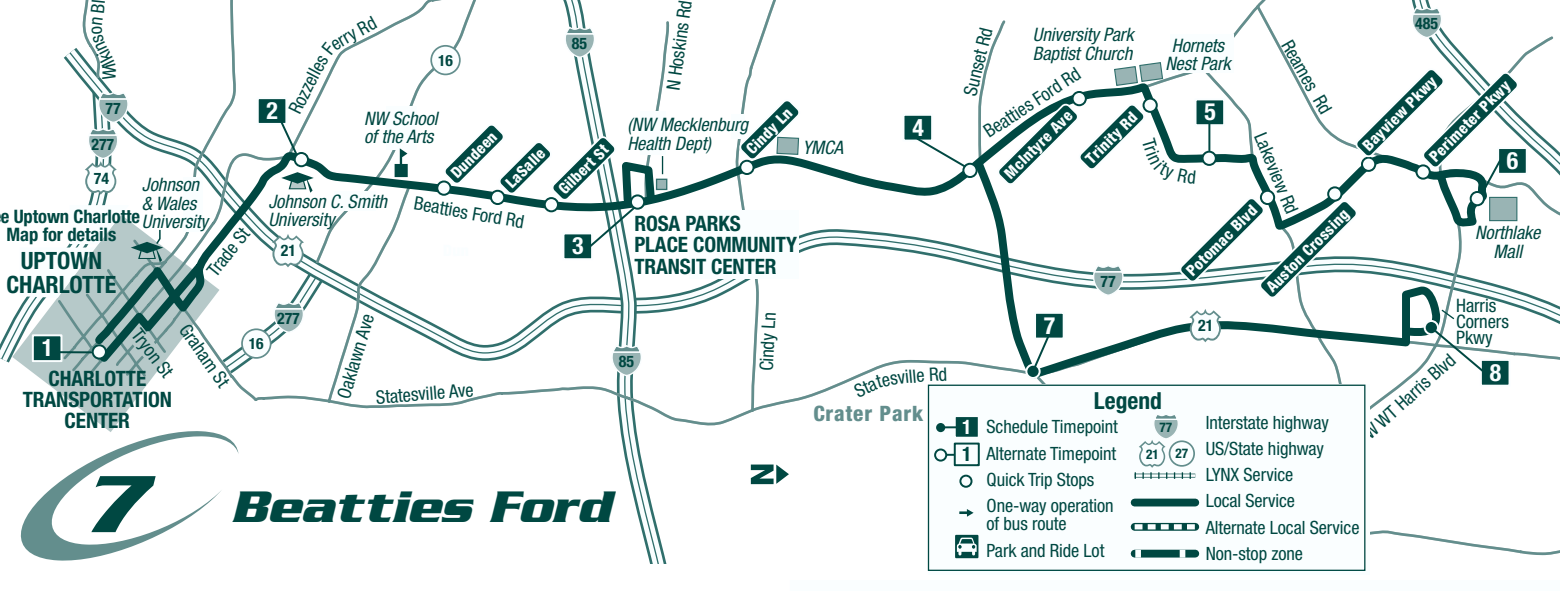 Wilkinson Bl
77
277
74
2
Rozzelles Ferry Rd
16
85
N Hoskins Rd
NW School
of the Arts
Dundeen
LaSalle
Gilbert St
(NW Mecklenburg
Health Dept)
Cindy Ln
YMCA
4
Sunset Rd
University Park
Baptist Church
Hornets
Nest Park
Beatties Ford Rd
McIntyre Ave
Trinity Rd
Trinity Rd
5
Reames Rd
485
Lakeview Rd
Bayview Pkwy
Perimeter Pkwy
6
Northlake
Mall
Potomac Blvd
Auston Crossing
Johnson
& Wales
University
Johnson C. Smith
University
Beatties Ford Rd
3
ROSA PARKS
PLACE COMMUNITY
TRANSIT CENTER
e Uptown Charlotte
Map for details
UPTOWN
CHARLOTTE
Trade St
21
277
16
1
Tryon St
Graham St
CHARLOTTE
TRANSPORTATION
CENTER
Oaklawn Ave
Statesville Ave
85
Cindy Ln
77
21
7
Harris
Corners
Pkwy
8
W WT Harris Blvd
Statesville Rd
Crater Park
Legend
1 Schedule Timepoint
1 Alternate Timepoint
Quick Trip Stops
One-way operation
of bus route
Park and Ride Lot
77 Interstate highway
21 27 US/State highway
LYNX Service
Local Service
Alternate Local Service
Non-stop zone
N
7 Beatties Ford